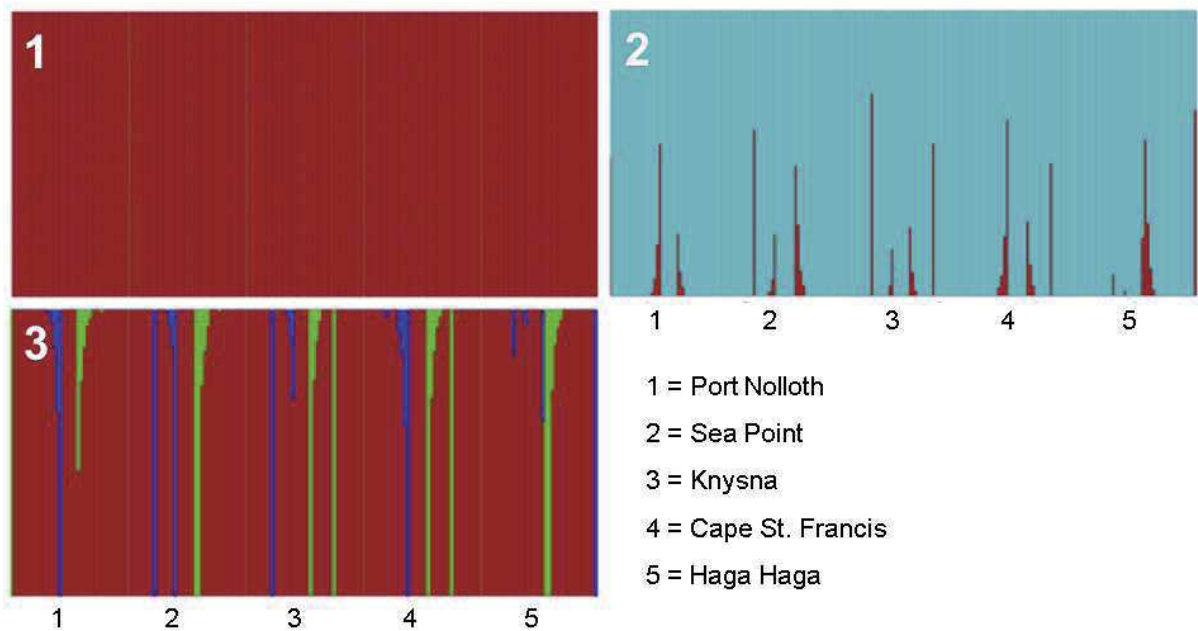 1
2
1 2 3 4 5
3
1 2 3 4 5
1 = Port Nolloth
2 = Sea Point
3 = Knysna
4 = Cape St. Francis
5 = Haga Haga